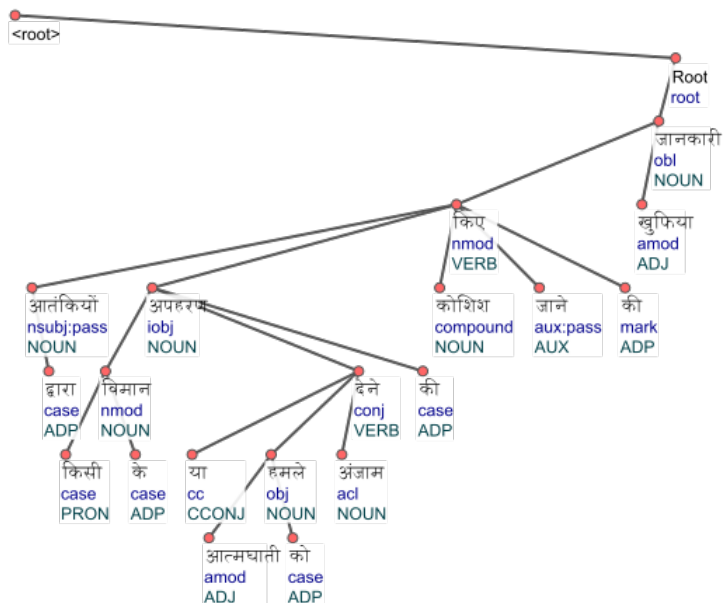 <root>
Root
root
जानकारी
obl
NOUN
किए
nmod
VERB
खुफिया
amod
ADJ
आतंकियों
nsubj:pass
NOUN
अपहरण
iobj
NOUN
कोशिश
compound
NOUN
जाने
aux:pass
AUX
की
mark
ADP
द्वारा
case
ADP
विमान
nmod
NOUN
देने
conj
VERB
की
case
ADP
किसी
case
PRON
के
case
ADP
या
cc
CCONJ
हमले
obj
NOUN
अंजाम
acl
NOUN
आत्मघाती
amod
ADJ
को
case
ADP